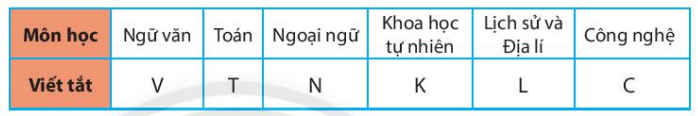 Môn học Ngữ văn Toán Ngoại ngữ Khoa học tự nhiên Lịch sử và Địa lí Công nghệ
Viết tắt V T N K L C